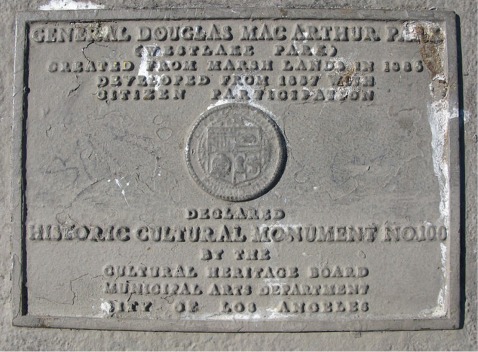 GENERAL DOUGLAS MAC ARTHUR PARK
(WESTLAKE PARK)
CREATED FROM MARSH LANDS IN 1885
DEVELOPED FROM 1887 WITH
CITIZEN PARTICIPATION
DECLARED
HISTORIC CULTURAL MONUMENT NO. 100
BY THE
CULTURAL HERITAGE BOARD
MUNICIPAL ARTS DEPARTMENT
CITY OF LOS ANGELES